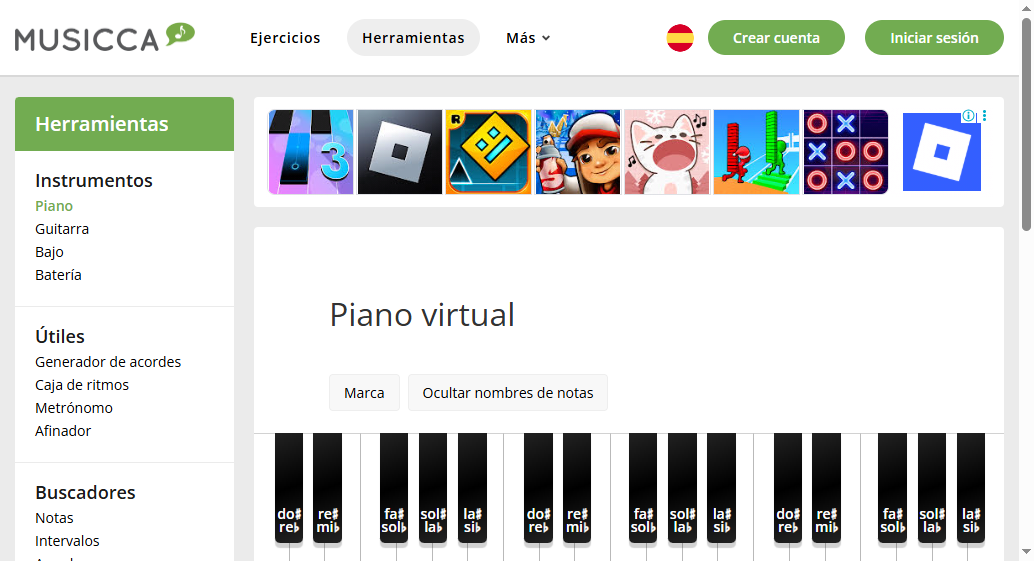 MUSICCA
Ejercicios
Herramientas
Más
Crear cuenta
Iniciar sesión
Herramientas
Instrumentos
Piano
Guitarra
Bajo
Batería
Útiles
Generador de acordes
Caja de ritmos
Metrónomo
Afinador
Buscadores
Notas
Intervalos
3
R
Piano virtual
Marca
Ocultar nombres de notas
do♯ re♯ fa♯ sol♯ la♯ do♯ re♯ fa♯ sol♯ la♯ do♯ re♯ fa♯ sol♯ la♯
re♭ mi♭ sol♭ la♭ si♭ re♭ mi♭ sol♭ la♭ si♭ re♭ mi♭ sol♭ la♭ si♭